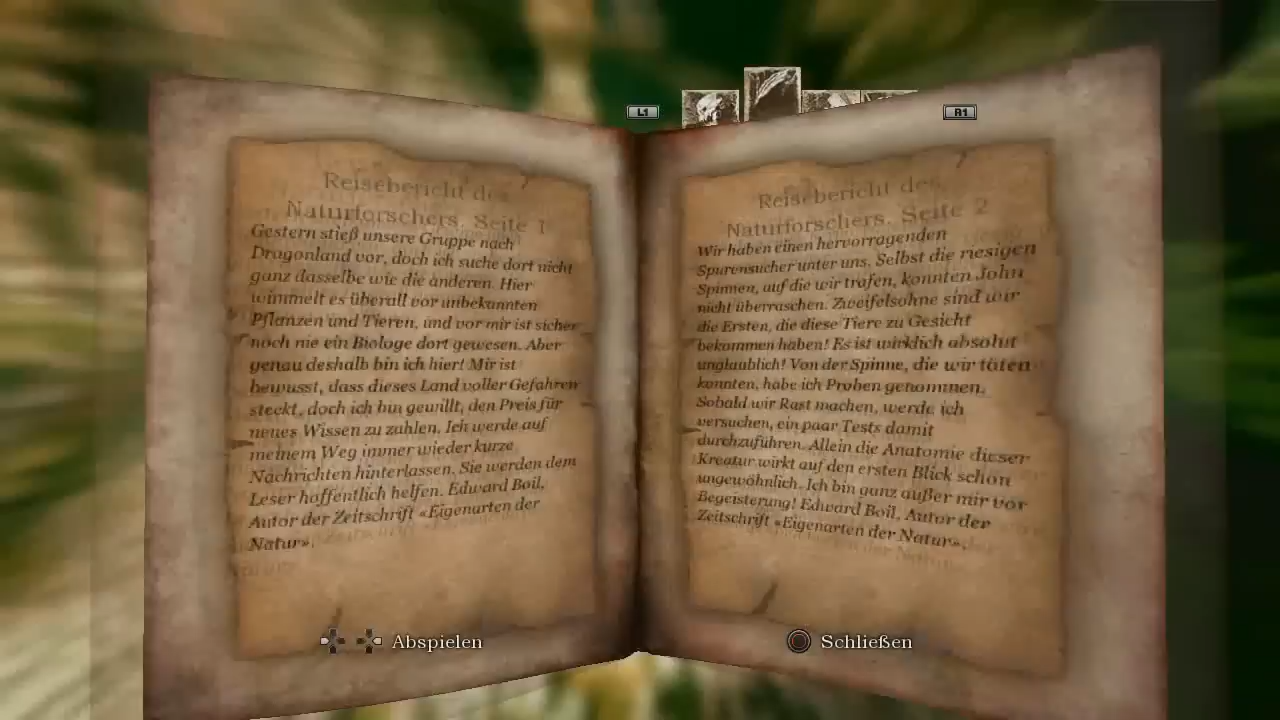 L1
R1
Reisebericht des
Naturforschers, Seite 1
Gestern stieß unsere Gruppe nach
Dragonland vor, doch ich suche dort nicht
ganz dasselbe wie die anderen. Hier
wimmelt es überall vor unbekannten
Pflanzen und Tieren, und vor mir ist sicher
noch nie ein Biologe dort gewesen. Aber
genau deshalb bin ich hier! Mir ist
bewusst, dass dieses Land voller Gefahren
steckt, doch ich bin gewillt, den Preis für
neues Wissen zu zahlen. Ich werde auf
meinem Weg immer wieder kurze
Nachrichten hinterlassen. Sie werden dem
Leser hoffentlich helfen. Edward Boil,
Autor der Zeitschrift «Eigenarten der
Natur».
Reisebericht des
Naturforschers, Seite 2
Wir haben einen hervorragenden
Spurensucher unter uns. Selbst die riesigen
Spinnen, auf die wir trafen, konnten John
nicht überraschen. Zweifelsohne sind wir
die Ersten, die diese Tiere zu Gesicht
bekommen haben! Es ist wirklich absolut
unglaublich! Von der Spinne, die wir töten
konnten, habe ich Proben genommen.
Sobald wir Rast machen, werde ich
versuchen, ein paar Tests damit
durchzuführen. Allein die Anatomie dieser
Kreatur wirkt auf den ersten Blick schon
ungewöhnlich. Ich bin ganz außer mir vor
Begeisterung! Edward Boil, Autor der
Zeitschrift «Eigenarten der Natur».
Abspielen
Schließen